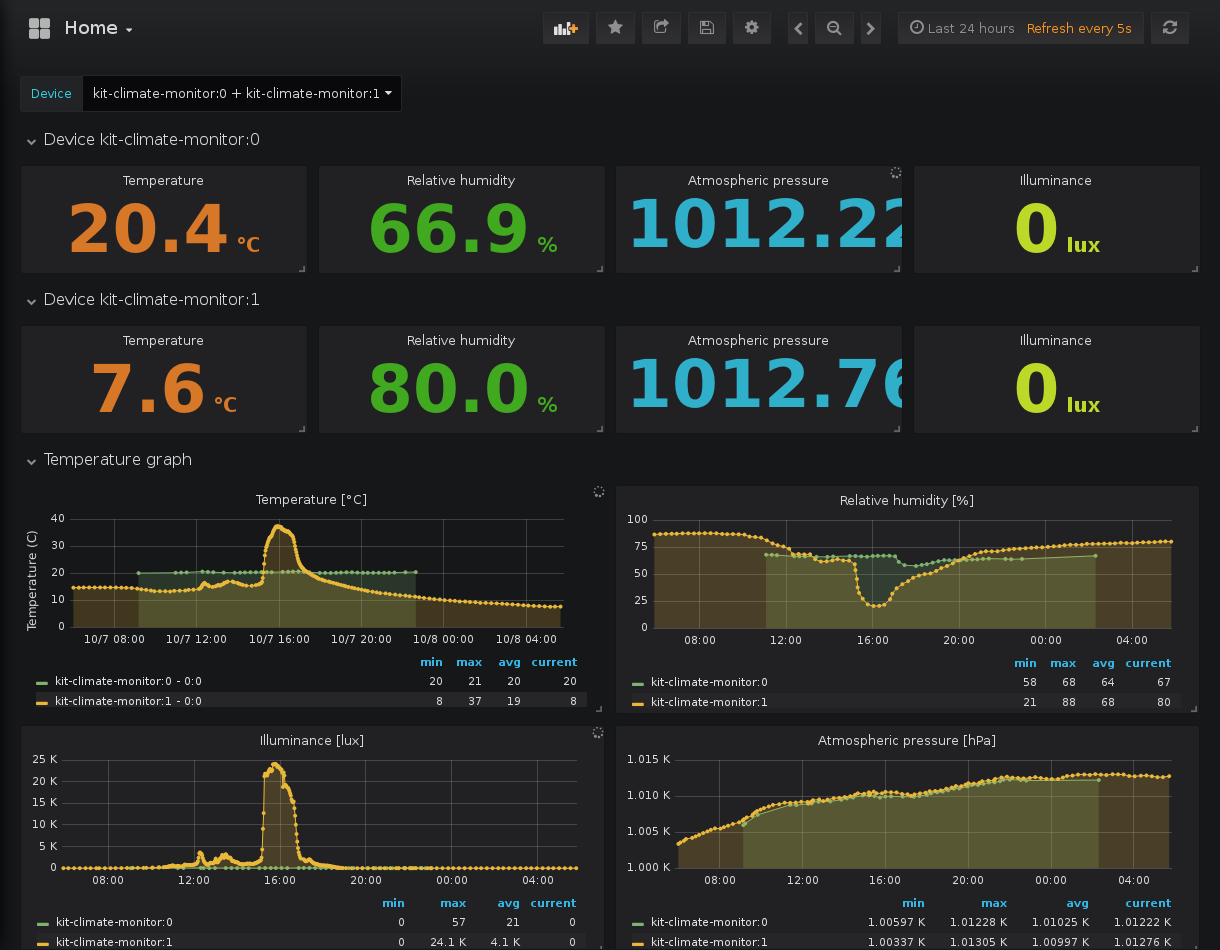 Home
Last 24 hours Refresh every 5s
Device kit-climate-monitor:0 + kit-climate-monitor:1
Device kit-climate-monitor:0
Temperature Relative humidity Atmospheric pressure Illuminance
20.4 °C 66.9 % 1012.22 0 lux
Device kit-climate-monitor:1
Temperature Relative humidity Atmospheric pressure Illuminance
7.6 °C 80.0 % 1012.76 0 lux
Temperature graph
Temperature [°C]
Temperature (C)
40
30
20
10
0
10/7 08:00 10/7 12:00 10/7 16:00 10/7 20:00 10/8 00:00 10/8 04:00
min max avg current
kit-climate-monitor:0 - 0:0 20 21 20 20
kit-climate-monitor:1 - 0:0 8 37 19 8
Relative humidity [%]
100
75
50
25
0
08:00 12:00 16:00 20:00 00:00 04:00
min max avg current
kit-climate-monitor:0 58 68 64 67
kit-climate-monitor:1 21 88 68 80
Illuminance [lux]
25 K
20 K
15 K
10 K
5 K
0
08:00 12:00 16:00 20:00 00:00 04:00
min max avg current
kit-climate-monitor:0 0 57 21 0
kit-climate-monitor:1 0 24.1 K 4.1 K 0
Atmospheric pressure [hPa]
1.015 K
1.010 K
1.005 K
1.000 K
08:00 12:00 16:00 20:00 00:00 04:00
min max avg current
kit-climate-monitor:0 1.00597 K 1.01228 K 1.01025 K 1.01222 K
kit-climate-monitor:1 1.00337 K 1.01305 K 1.00997 K 1.01276 K